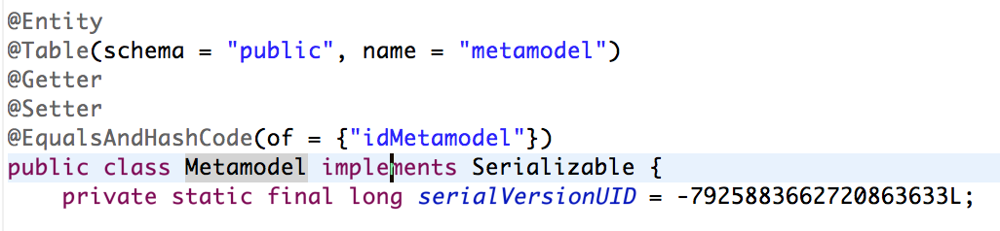 @Entity
@Table(schema = "public", name = "metamodel")
@Getter
@Setter
@EqualsAndHashCode(of = {"idMetamodel"})
public class Metamodel implements Serializable {
    private static final long serialVersionUID = -7925883662720863633L;